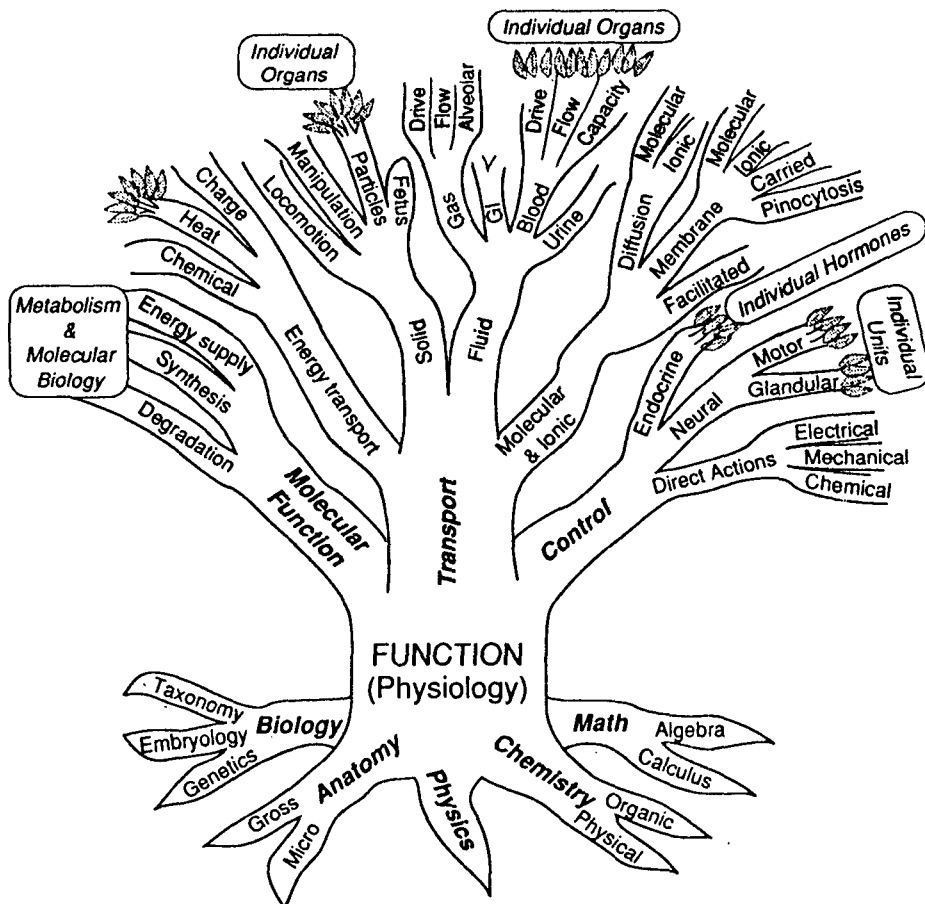 Individual Organs
Individual
Organs
Drive
Flow
Alveolar
Drive
Flow
Capacity
Molecular
Ionic
Molecular
Ionic
Carried
Pinocytosis
Charge
Heat
Chemical
Manipulation
Locomotion
Particles
Fetus
Gas
GI
Blood
Urine
Diffusion
Membrane
Facilitated
Individual Hormones
Individual
Units
Metabolism
&
Molecular
Biology
Energy supply
Synthesis
Degradation
Energy transport
Solid
Fluid
Molecular
& Ionic
Endocrine
Neural
Motor
Glandular
Direct Actions
Electrical
Mechanical
Chemical
Molecular
Function
Transport
Control
FUNCTION
(Physiology)
Taxonomy
Embryology
Genetics
Biology
Gross
Micro
Anatomy
Physics
Chemistry
Organic
Physical
Math
Algebra
Calculus